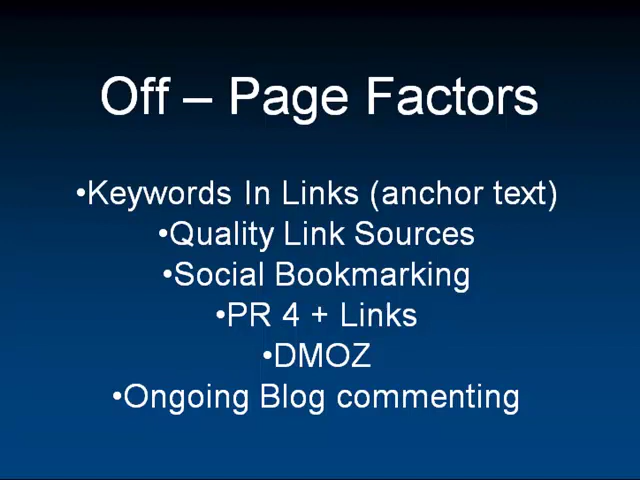 Off – Page Factors
•Keywords In Links (anchor text)
•Quality Link Sources
•Social Bookmarking
•PR 4 + Links
•DMOZ
•Ongoing Blog commenting